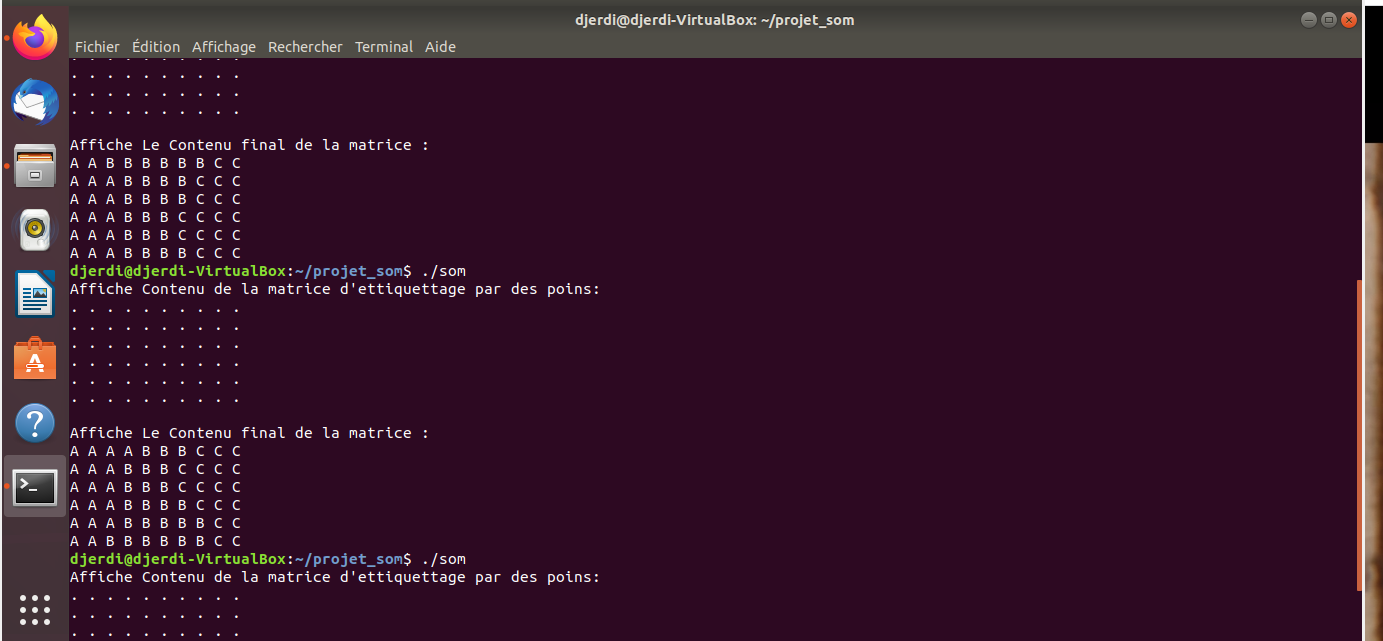 djerdi@djerdi-VirtualBox: ~/projet_som
Fichier Édition Affichage Rechercher Terminal Aide
. . . . . . . . . .
. . . . . . . . . .
. . . . . . . . . .
. . . . . . . . . .
Affiche Le Contenu final de la matrice :
A A B B B B B B C C
A A A B B B B C C C
A A A B B B B C C C
A A A B B B C C C C
A A A B B B C C C C
A A A B B B B C C C
djerdi@djerdi-VirtualBox:~/projet_som$ ./som
Affiche Contenu de la matrice d'ettiquettage par des poins:
. . . . . . . . . .
. . . . . . . . . .
. . . . . . . . . .
. . . . . . . . . .
. . . . . . . . . .
. . . . . . . . . .
Affiche Le Contenu final de la matrice :
A A A A B B B C C C
A A A B B B C C C C
A A A B B B C C C C
A A A B B B B C C C
A A A B B B B B C C
A A B B B B B B C C
djerdi@djerdi-VirtualBox:~/projet_som$ ./som
Affiche Contenu de la matrice d'ettiquettage par des poins:
. . . . . . . . . .
. . . . . . . . . .
. . . . . . . . . .